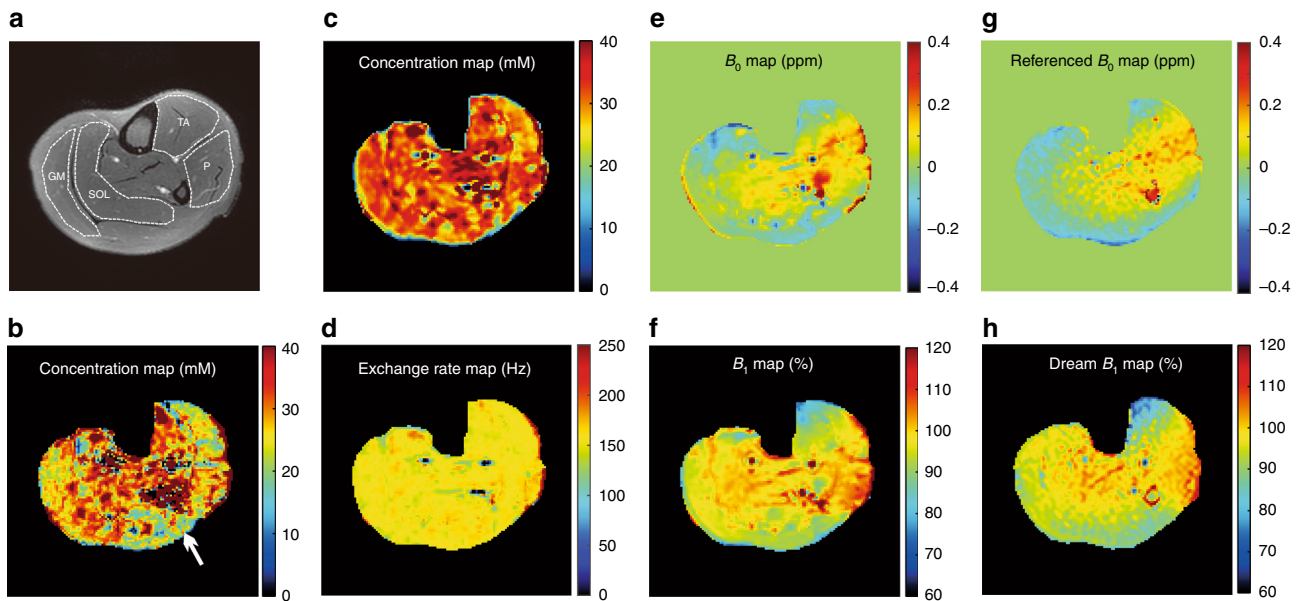 a
TA
GM
SOL
P
c
Concentration map (mM)
40
30
20
10
0
e
B0 map (ppm)
0.4
0.2
0
–0.2
–0.4
g
Referenced B0 map (ppm)
0.4
0.2
0
–0.2
–0.4
b
Concentration map (mM)
40
30
20
10
0
d
Exchange rate map (Hz)
250
200
150
100
50
0
f
B1 map (%)
120
110
100
90
80
70
60
h
Dream B1 map (%)
120
110
100
90
80
70
60